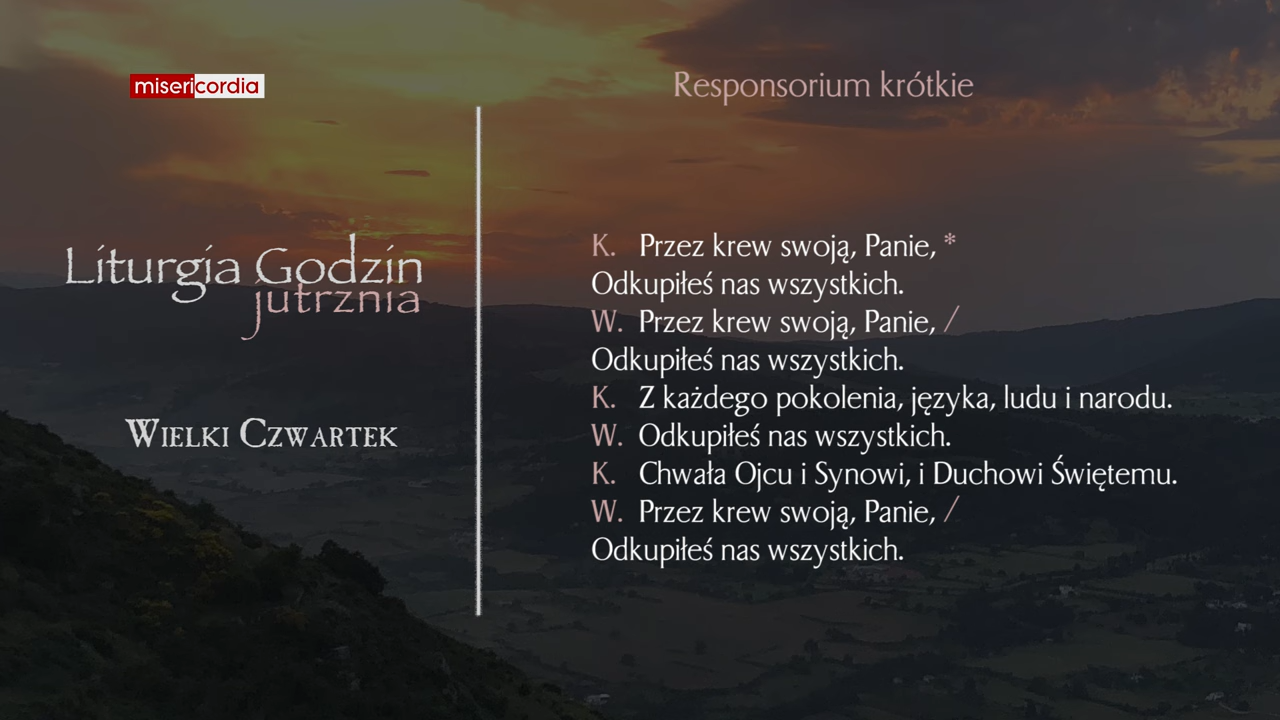 misericordia
Liturgia Godzin
jutrznia
Wielki Czwartek
Responsorium krótkie
K. Przez krew swoją, Panie, *
Odkupiłeś nas wszystkich.
W. Przez krew swoją, Panie, /
Odkupiłeś nas wszystkich.
K. Z każdego pokolenia, języka, ludu i narodu.
W. Odkupiłeś nas wszystkich.
K. Chwała Ojcu i Synowi, i Duchowi Świętemu.
W. Przez krew swoją, Panie, /
Odkupiłeś nas wszystkich.